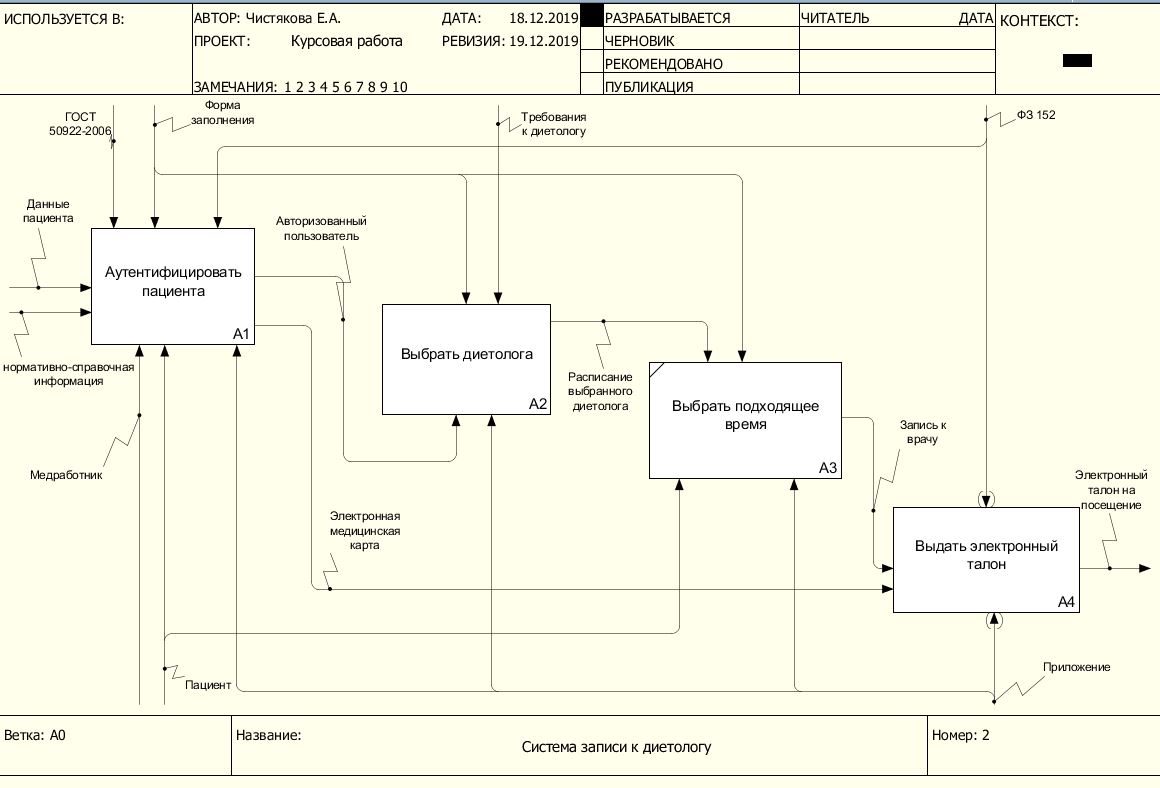 ИСПОЛЬЗУЕТСЯ В:
АВТОР: Чистякова Е.А.
ДАТА: 18.12.2019
РАЗРАБАТЫВАЕТСЯ
ЧИТАТЕЛЬ
ДАТА
КОНТЕКСТ:
ПРОЕКТ: Курсовая работа
РЕВИЗИЯ: 19.12.2019
ЧЕРНОВИК
РЕКОМЕНДОВАНО
ЗАМЕЧАНИЯ: 1 2 3 4 5 6 7 8 9 10
ПУБЛИКАЦИЯ
ГОСТ
50922-2006
Форма
заполнения
Требования
к диетологу
ФЗ 152
Данные
пациента
Авторизованный
пользователь
Аутентифицировать
пациента
A1
нормативно-справочная
информация
Выбрать диетолога
A2
Расписание
выбранного
диетолога
Выбрать подходящее
время
A3
Запись к
врачу
Медработник
Электронный
талон на
посещение
Электронная
медицинская
карта
Выдать электронный
талон
A4
Пациент
Приложение
Ветка: A0
Название:
Система записи к диетологу
Номер: 2